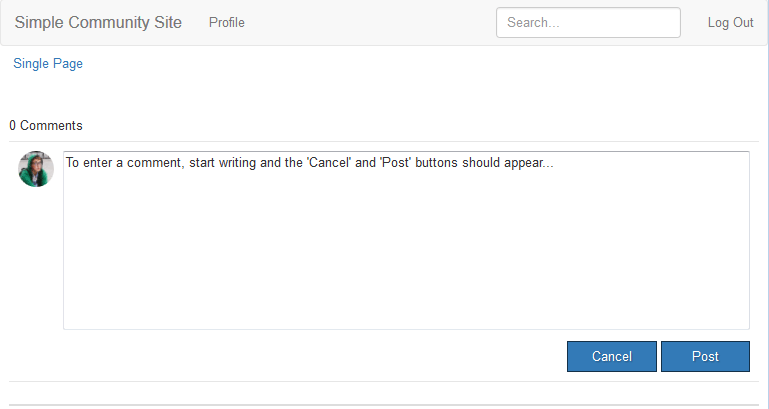 Simple Community Site Profile Search... Log Out
Single Page
0 Comments
To enter a comment, start writing and the 'Cancel' and 'Post' buttons should appear...
Cancel Post